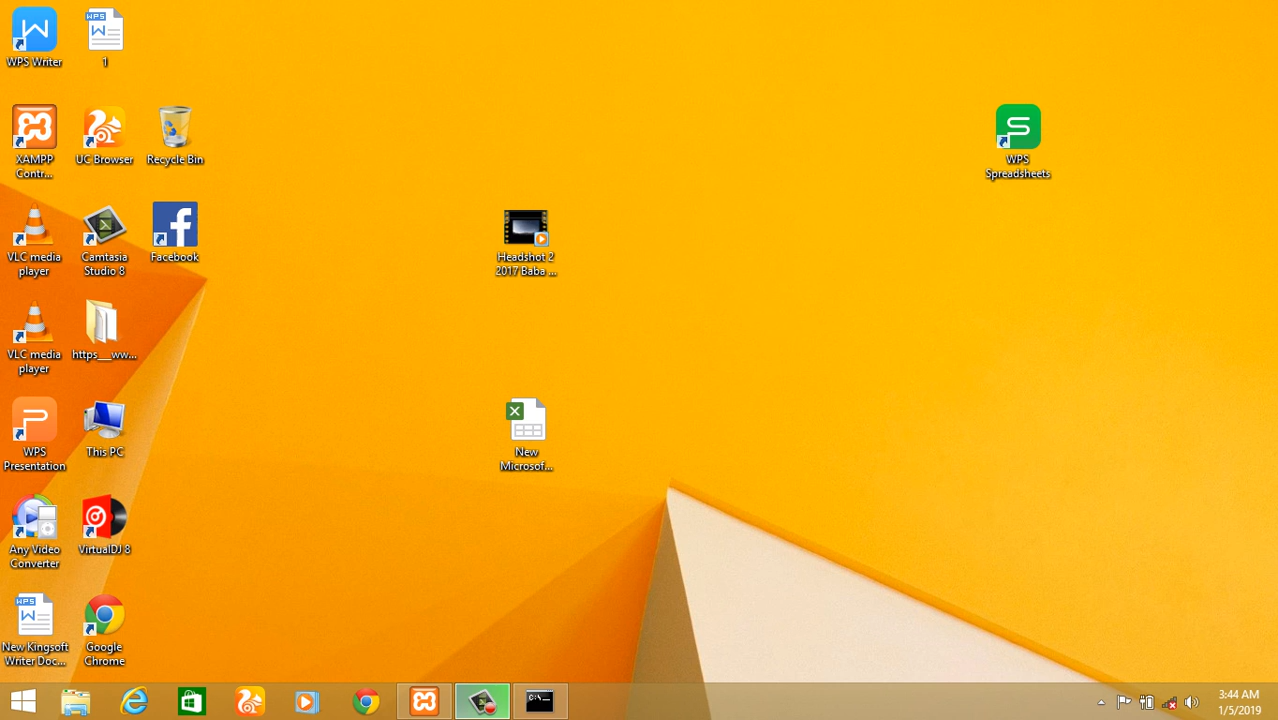 WPS Writer
WPS
1
XAMPP
Contr...
UC Browser
Recycle Bin
WPS
Spreadsheets
VLC media
player
Camtasia
Studio 8
Facebook
Headshot 2
2017 Baba ...
VLC media
player
https__ww...
WPS
Presentation
This PC
New
Microsof...
Any Video
Converter
VirtualDJ 8
WPS
New Kingsoft
Writer Doc...
Google
Chrome
C:\_
3:44 AM
1/5/2019